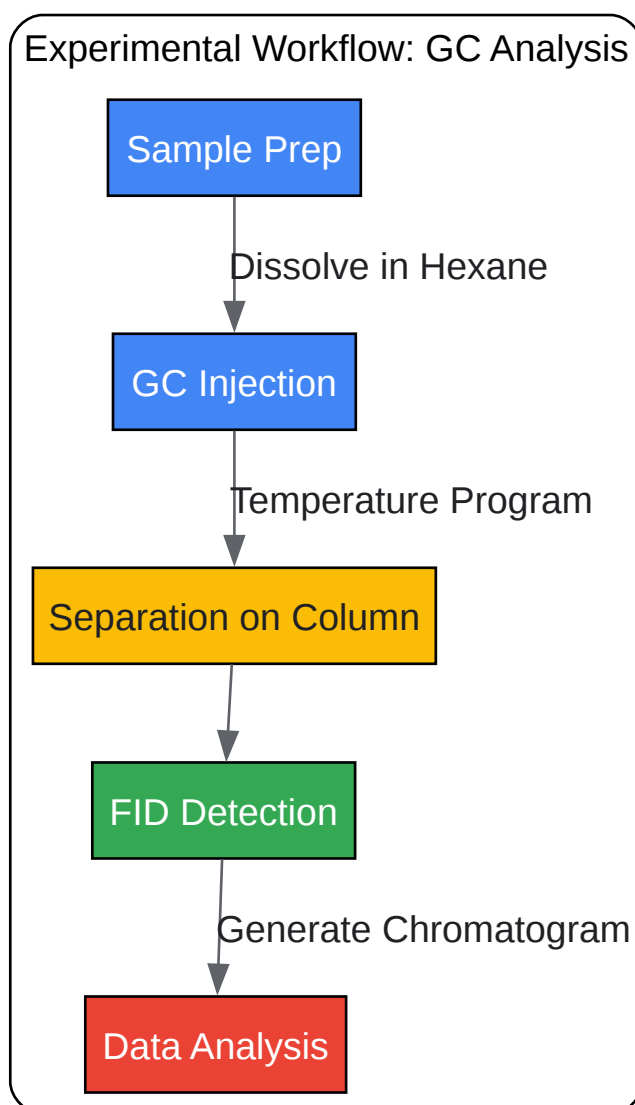 Experimental Workflow: GC Analysis
Sample Prep
Dissolve in Hexane
GC Injection
Temperature Program
Separation on Column
FID Detection
Generate Chromatogram
Data Analysis